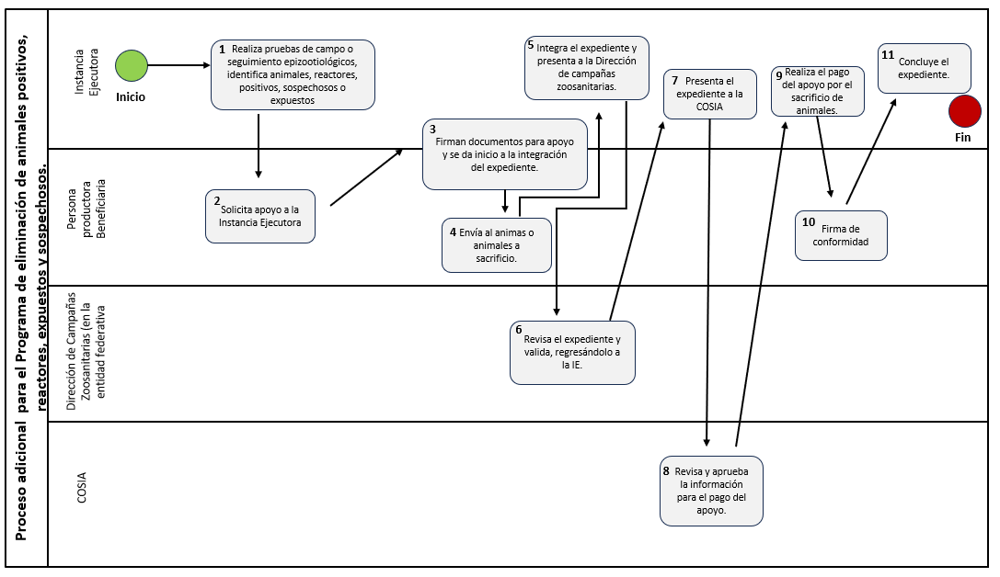 Proceso adicional para el Programa de eliminación de animales positivos,
reactores, expuestos y sospechosos.
Instancia
Ejecutora
Inicio
1 Realiza pruebas de campo o
seguimiento epizootiológicos,
identifica animales, reactores,
positivos, sospechosos o
expuestos
5 Integra el expediente y
presenta a la Dirección
de campañas
zoosanitarias.
7 Presenta el
expediente a la
COSIA
9 Realiza el pago
del apoyo por el
sacrificio de
animales.
11 Concluye el
expediente.
Fin
3
Firman documentos para apoyo
y se da inicio a la integración
del expediente.
Persona
productora
Beneficiaria
2 Solicita apoyo a la
Instancia Ejecutora
4 Envía al animas o
animales a
sacrificio.
10 Firma de
conformidad
Dirección de Campañas
Zoosanitarias (en la
entidad federativa
6
Revisa el expediente y
valida, regresándolo a
la IE.
COSIA
8 Revisa y aprueba
la información
para el pago del
apoyo.